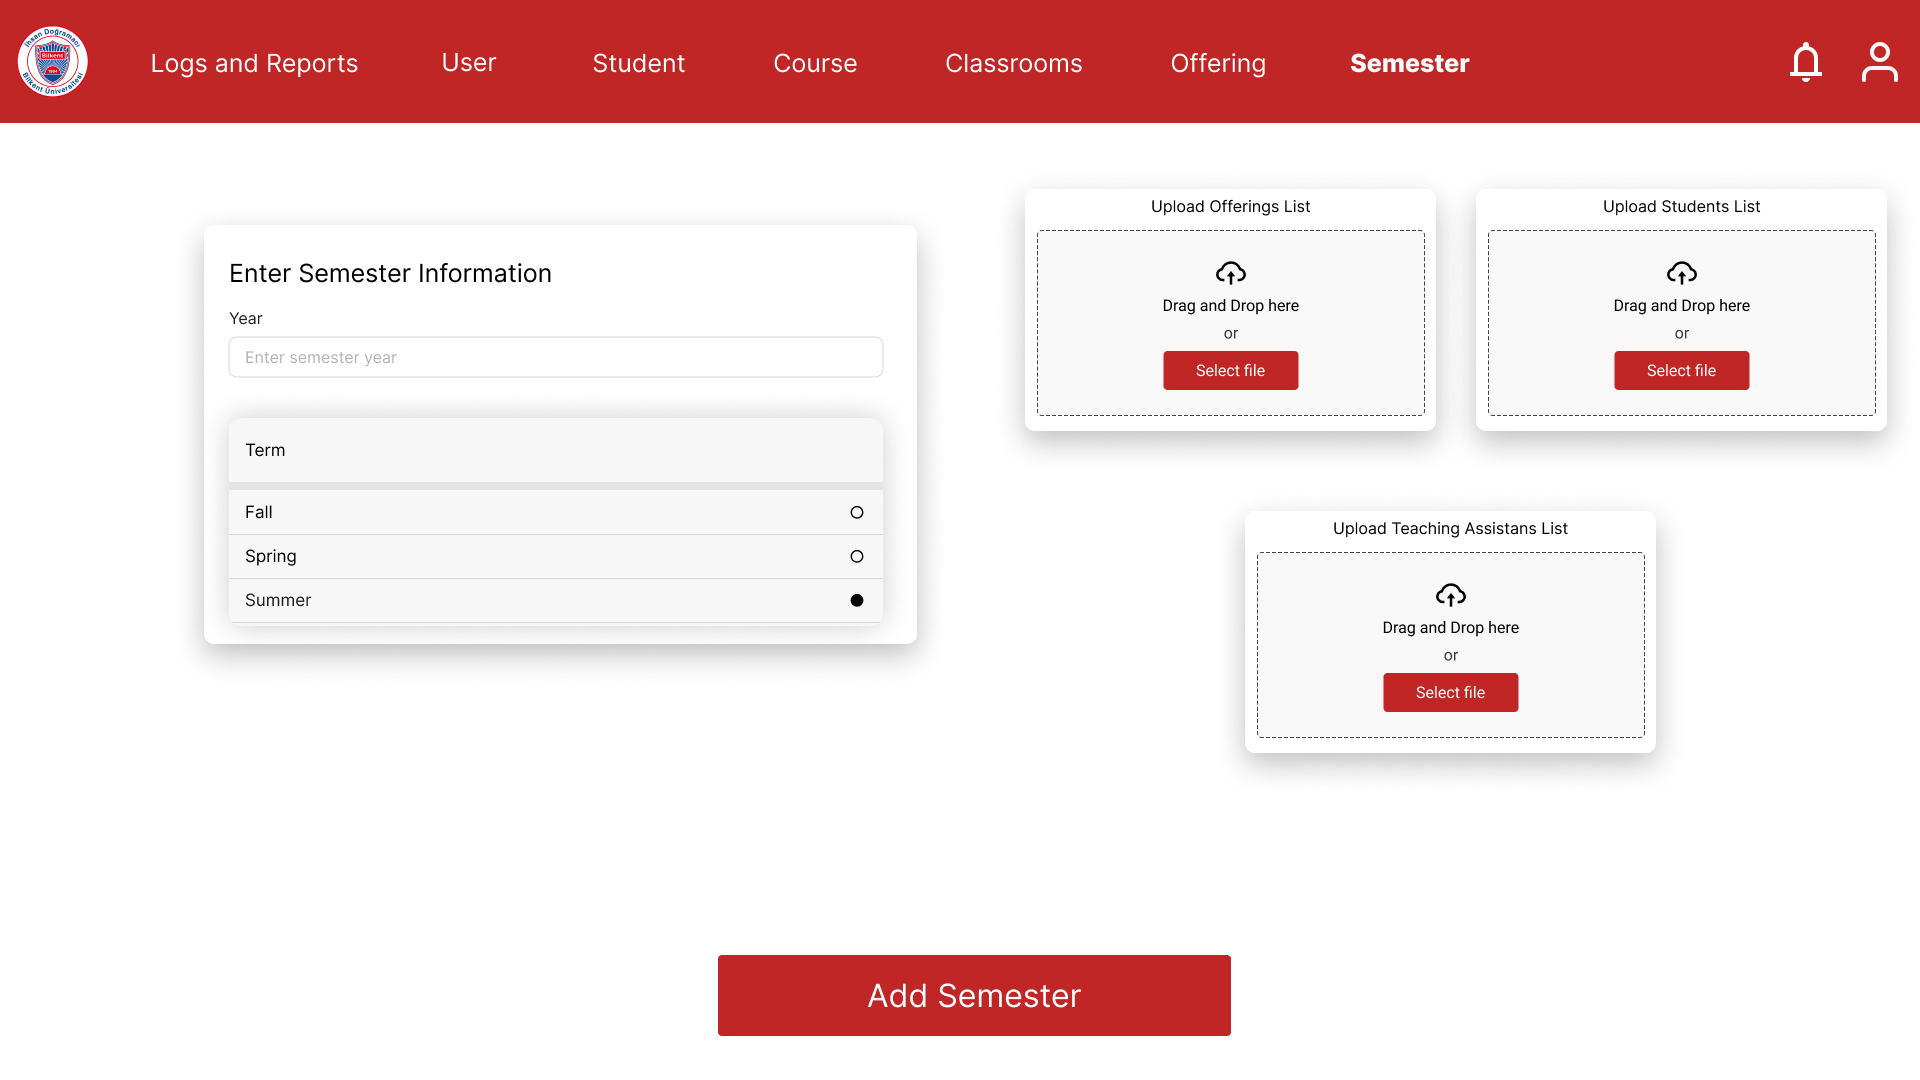 İhsan Doğramacı
Bilkent
1984
Bilkent Üniversitesi
Logs and Reports
User
Student
Course
Classrooms
Offering
Semester
Enter Semester Information
Year
Enter semester year
Term
Fall
Spring
Summer
Upload Offerings List
Drag and Drop here
or
Select file
Upload Students List
Drag and Drop here
or
Select file
Upload Teaching Assistans List
Drag and Drop here
or
Select file
Add Semester